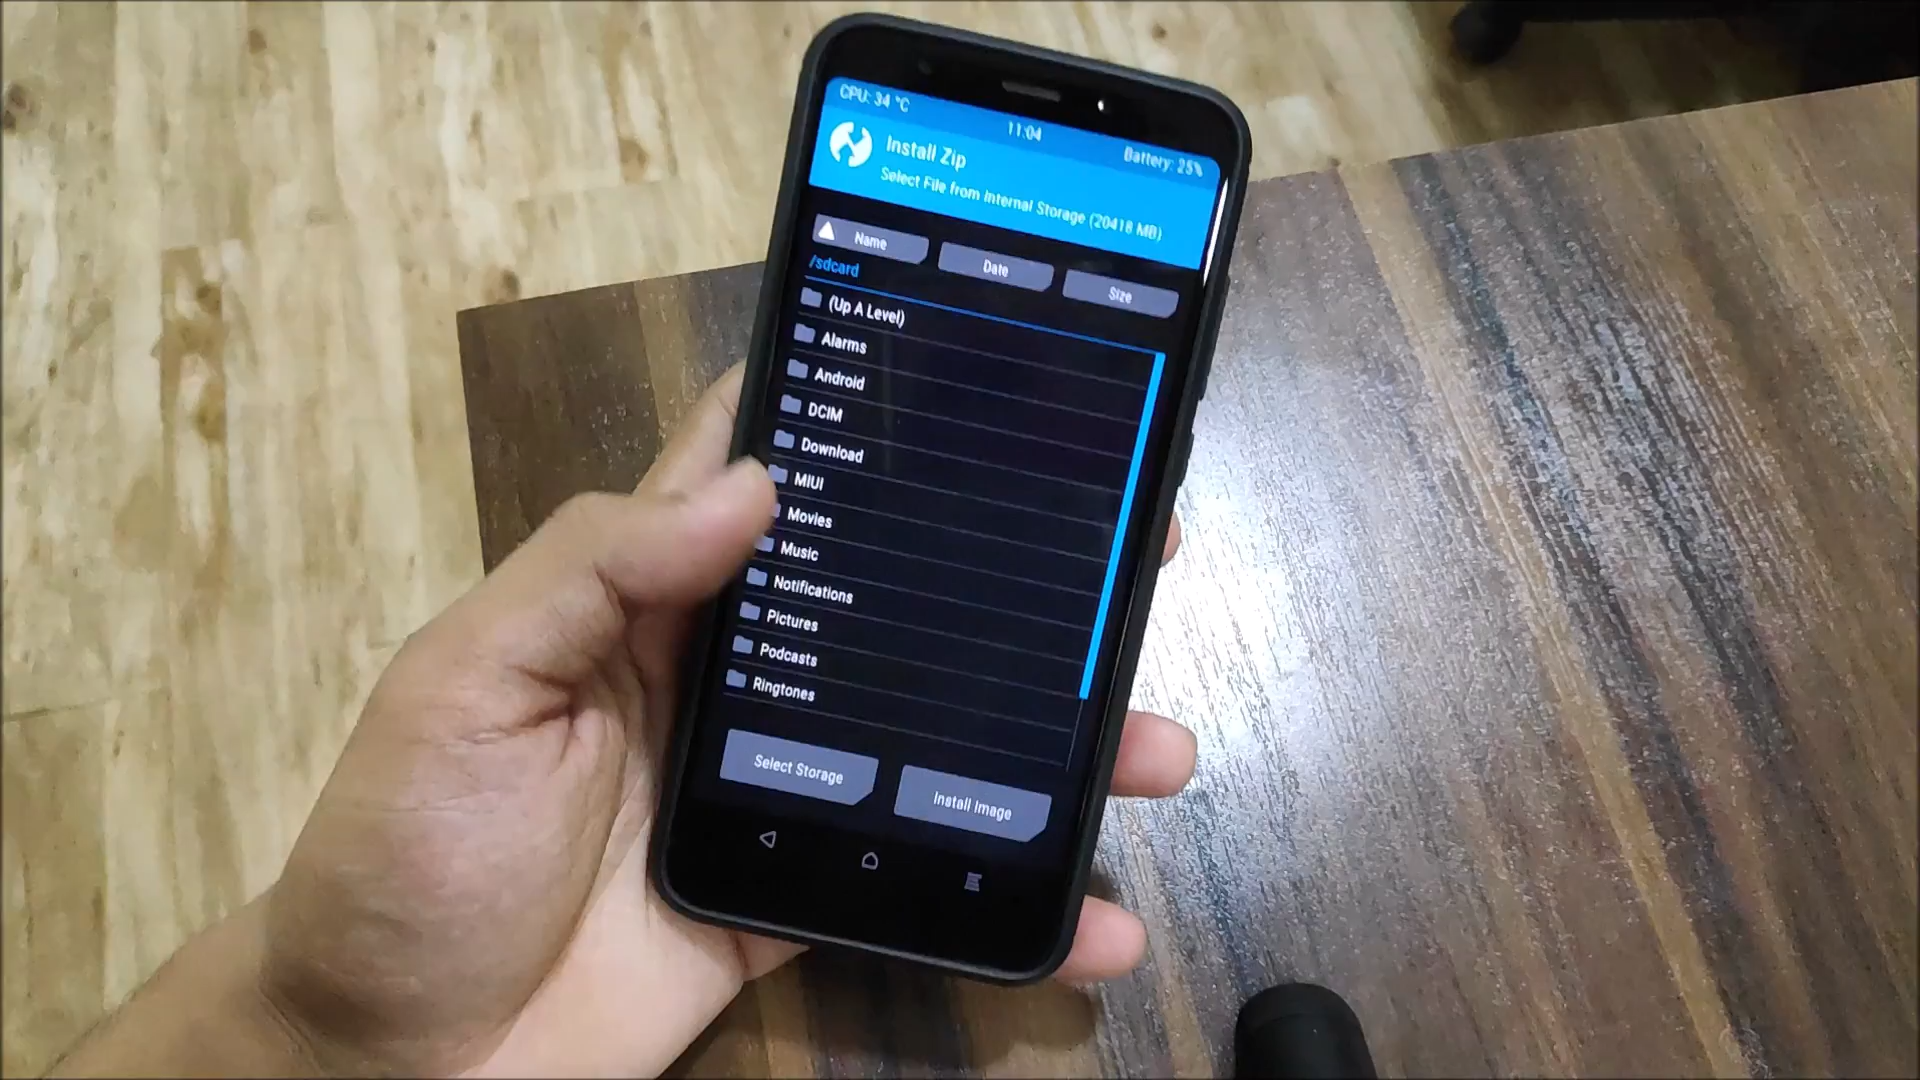 CPU: 34 °C
11:04
Battery: 25%
Install Zip
Select File from Internal Storage (20418 MB)
Name
Date
Size
/sdcard
(Up A Level)
Alarms
Android
DCIM
Download
MIUI
Movies
Music
Notifications
Pictures
Podcasts
Ringtones
Select Storage
Install Image